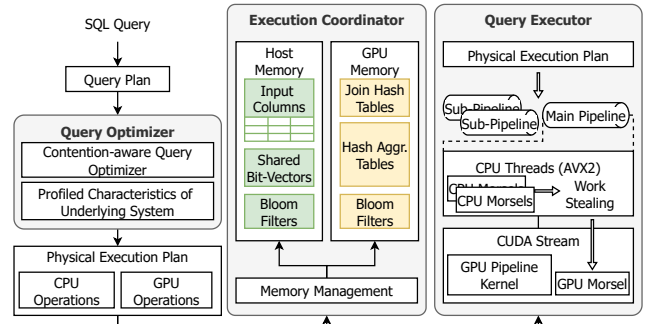 SQL Query
Query Plan
Query Optimizer
Contention-aware Query
Optimizer
Profiled Characteristics of
Underlying System
Physical Execution Plan
CPU
Operations
GPU
Operations
Execution Coordinator
Host
Memory
Input
Columns
Shared
Bit-Vectors
Bloom
Filters
GPU
Memory
Join Hash
Tables
Hash Aggr.
Tables
Bloom
Filters
Memory Management
Query Executor
Physical Execution Plan
Sub-Pipeline
Sub-Pipeline
Main Pipeline
CPU Threads (AVX2)
CPU Morsels
CPU Morsels
Work
Stealing
CUDA Stream
GPU Pipeline
Kernel
GPU Morsel